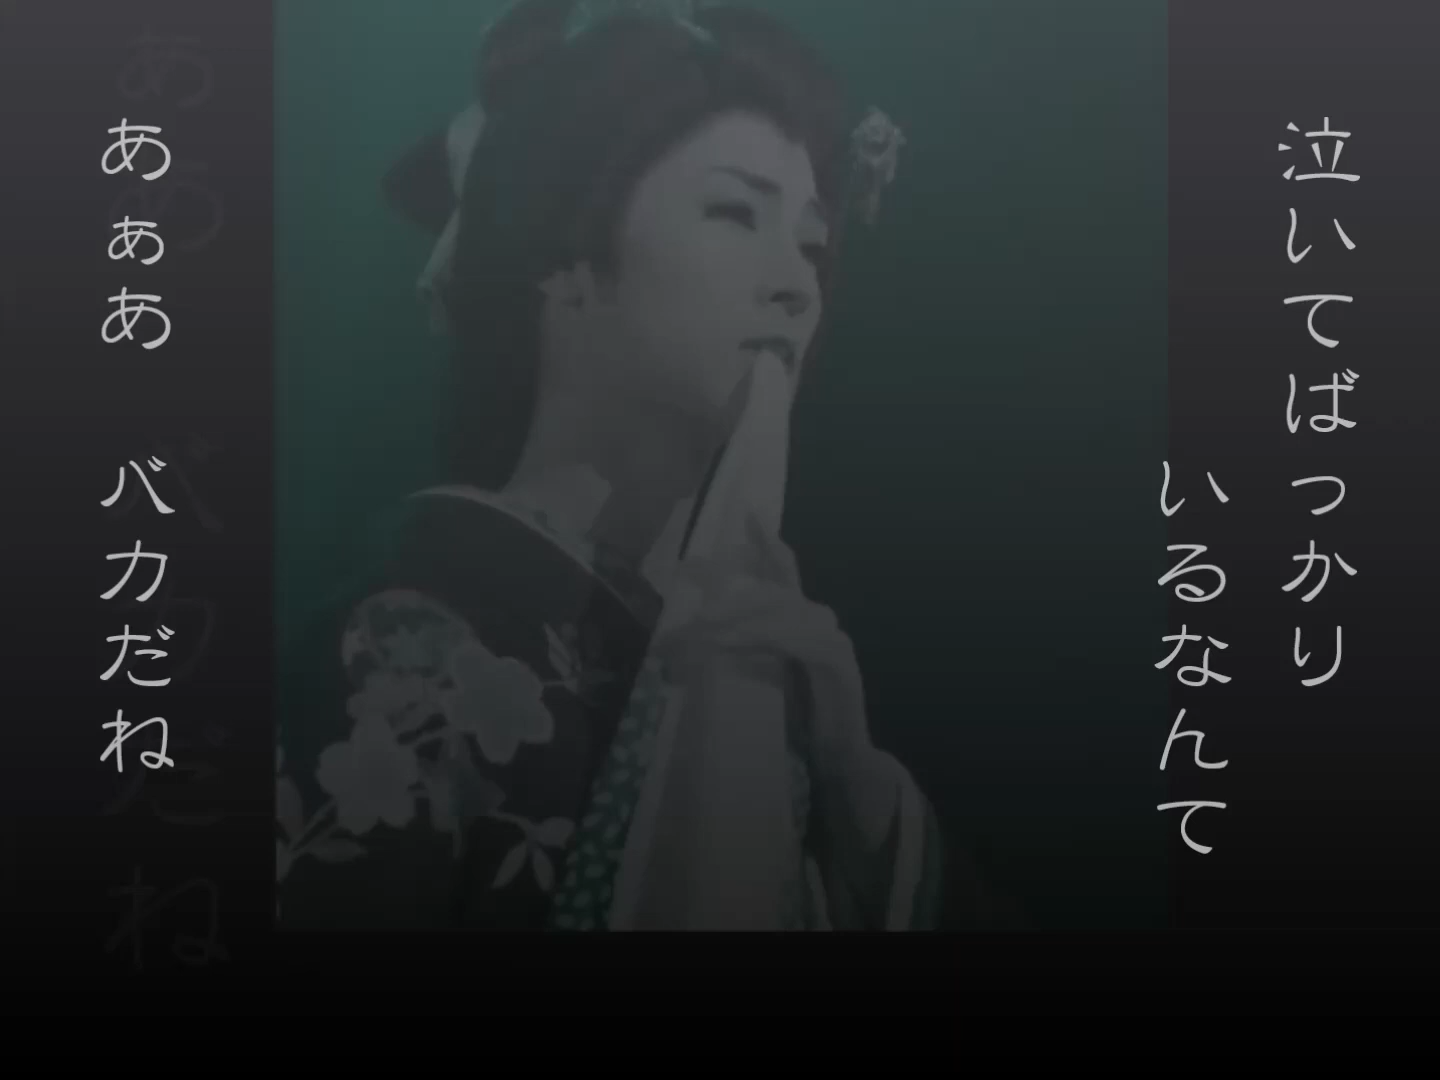 泣いてばっかり
いるなんて
あぁあ　バカだね